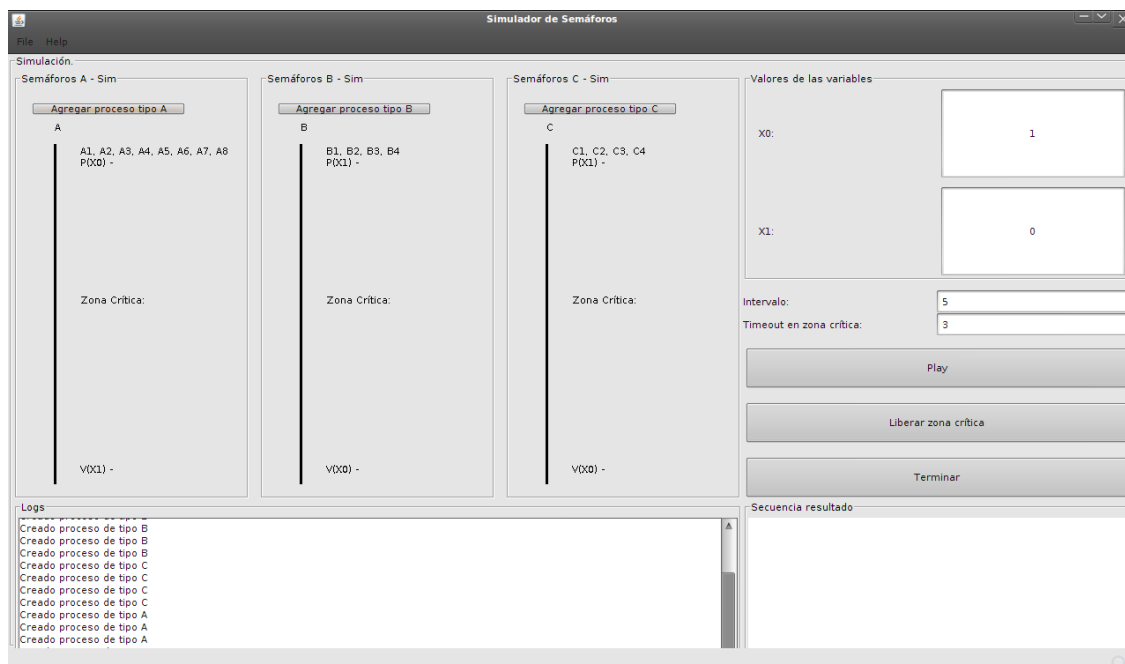 Simulador de Semáforos
File Help
Simulación.
Semáforos A - Sim
Agregar proceso tipo A
A
A1, A2, A3, A4, A5, A6, A7, A8
P(X0) -
Zona Crítica:
V(X1) -
Semáforos B - Sim
Agregar proceso tipo B
B
B1, B2, B3, B4
P(X1) -
Zona Crítica:
V(X0) -
Semáforos C - Sim
Agregar proceso tipo C
C
C1, C2, C3, C4
P(X1) -
Zona Crítica:
V(X0) -
Valores de las variables
X0: 1
X1: 0
Intervalo: 5
Timeout en zona crítica: 3
Play
Liberar zona crítica
Terminar
Logs
Creado proceso de tipo B
Creado proceso de tipo B
Creado proceso de tipo B
Creado proceso de tipo C
Creado proceso de tipo C
Creado proceso de tipo C
Creado proceso de tipo C
Creado proceso de tipo A
Creado proceso de tipo A
Creado proceso de tipo A
Secuencia resultado